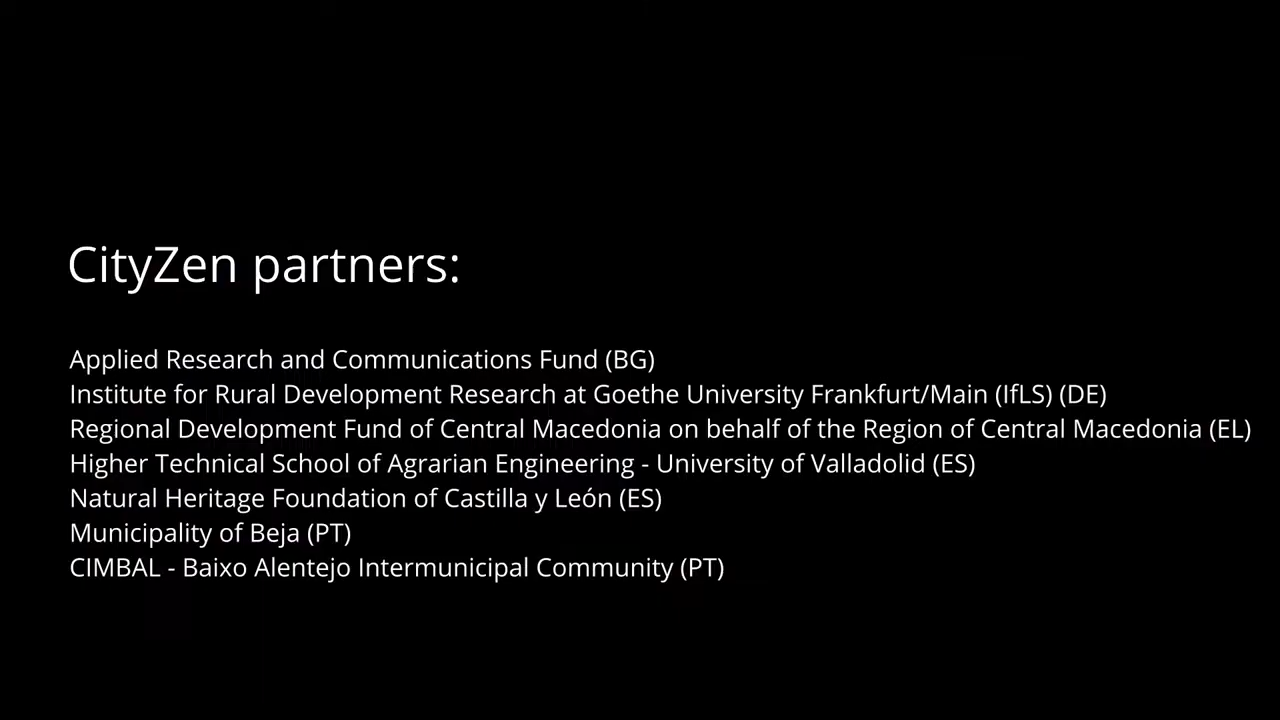 CityZen partners:
Applied Research and Communications Fund (BG)
Institute for Rural Development Research at Goethe University Frankfurt/Main (IfLS) (DE)
Regional Development Fund of Central Macedonia on behalf of the Region of Central Macedonia (EL)
Higher Technical School of Agrarian Engineering - University of Valladolid (ES)
Natural Heritage Foundation of Castilla y León (ES)
Municipality of Beja (PT)
CIMBAL - Baixo Alentejo Intermunicipal Community (PT)